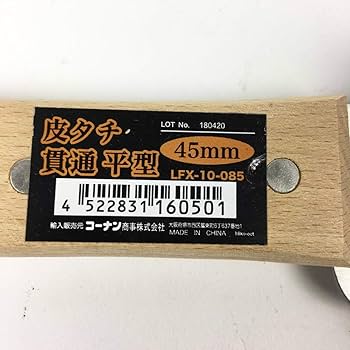 LOT No. 180420
皮タチ
貫通 平型
45mm
LFX-10-085
4 522831 160501
輸入販売元 コーナン商事株式会社
MADE IN CHINA